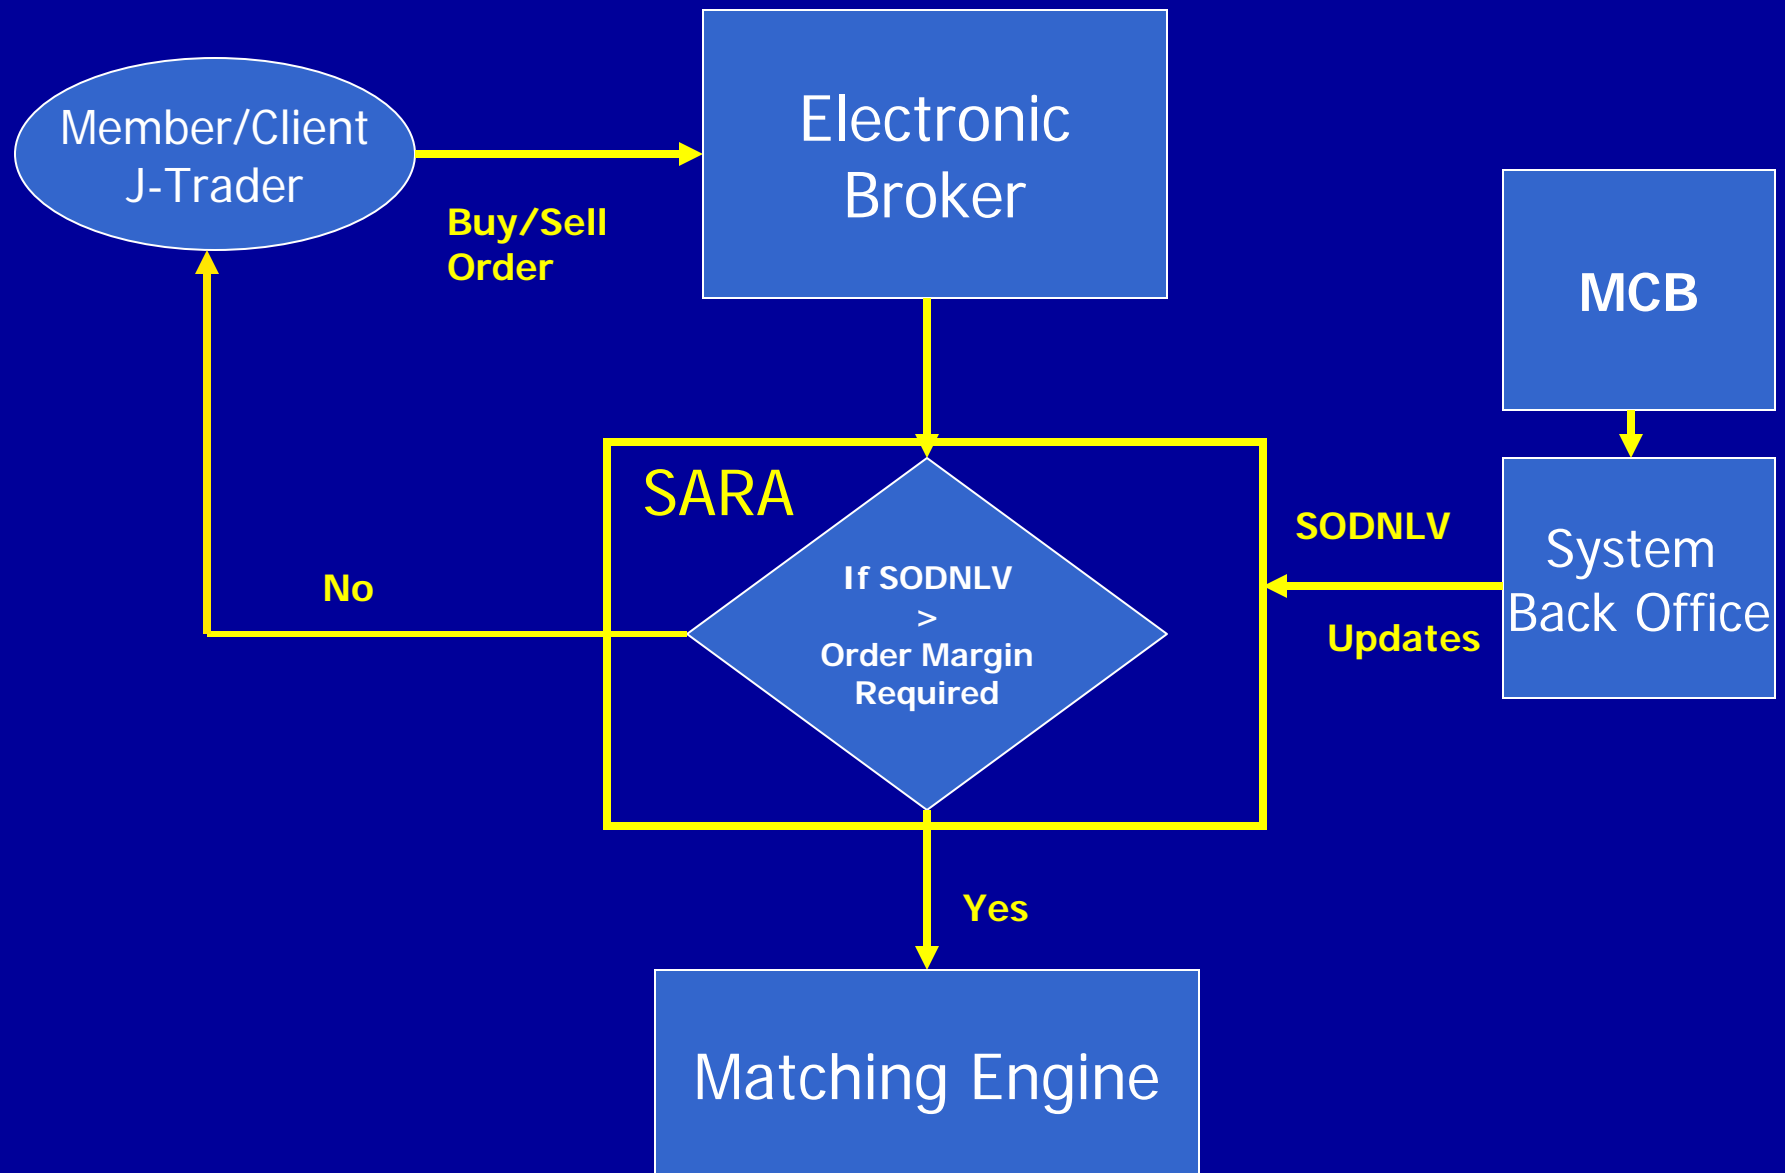 Member/Client
J-Trader
Buy/Sell
Order
Electronic
Broker
MCB
SARA
If SODNLV
>
Order Margin
Required
No
SODNLV
Updates
System
Back Office
Yes
Matching Engine